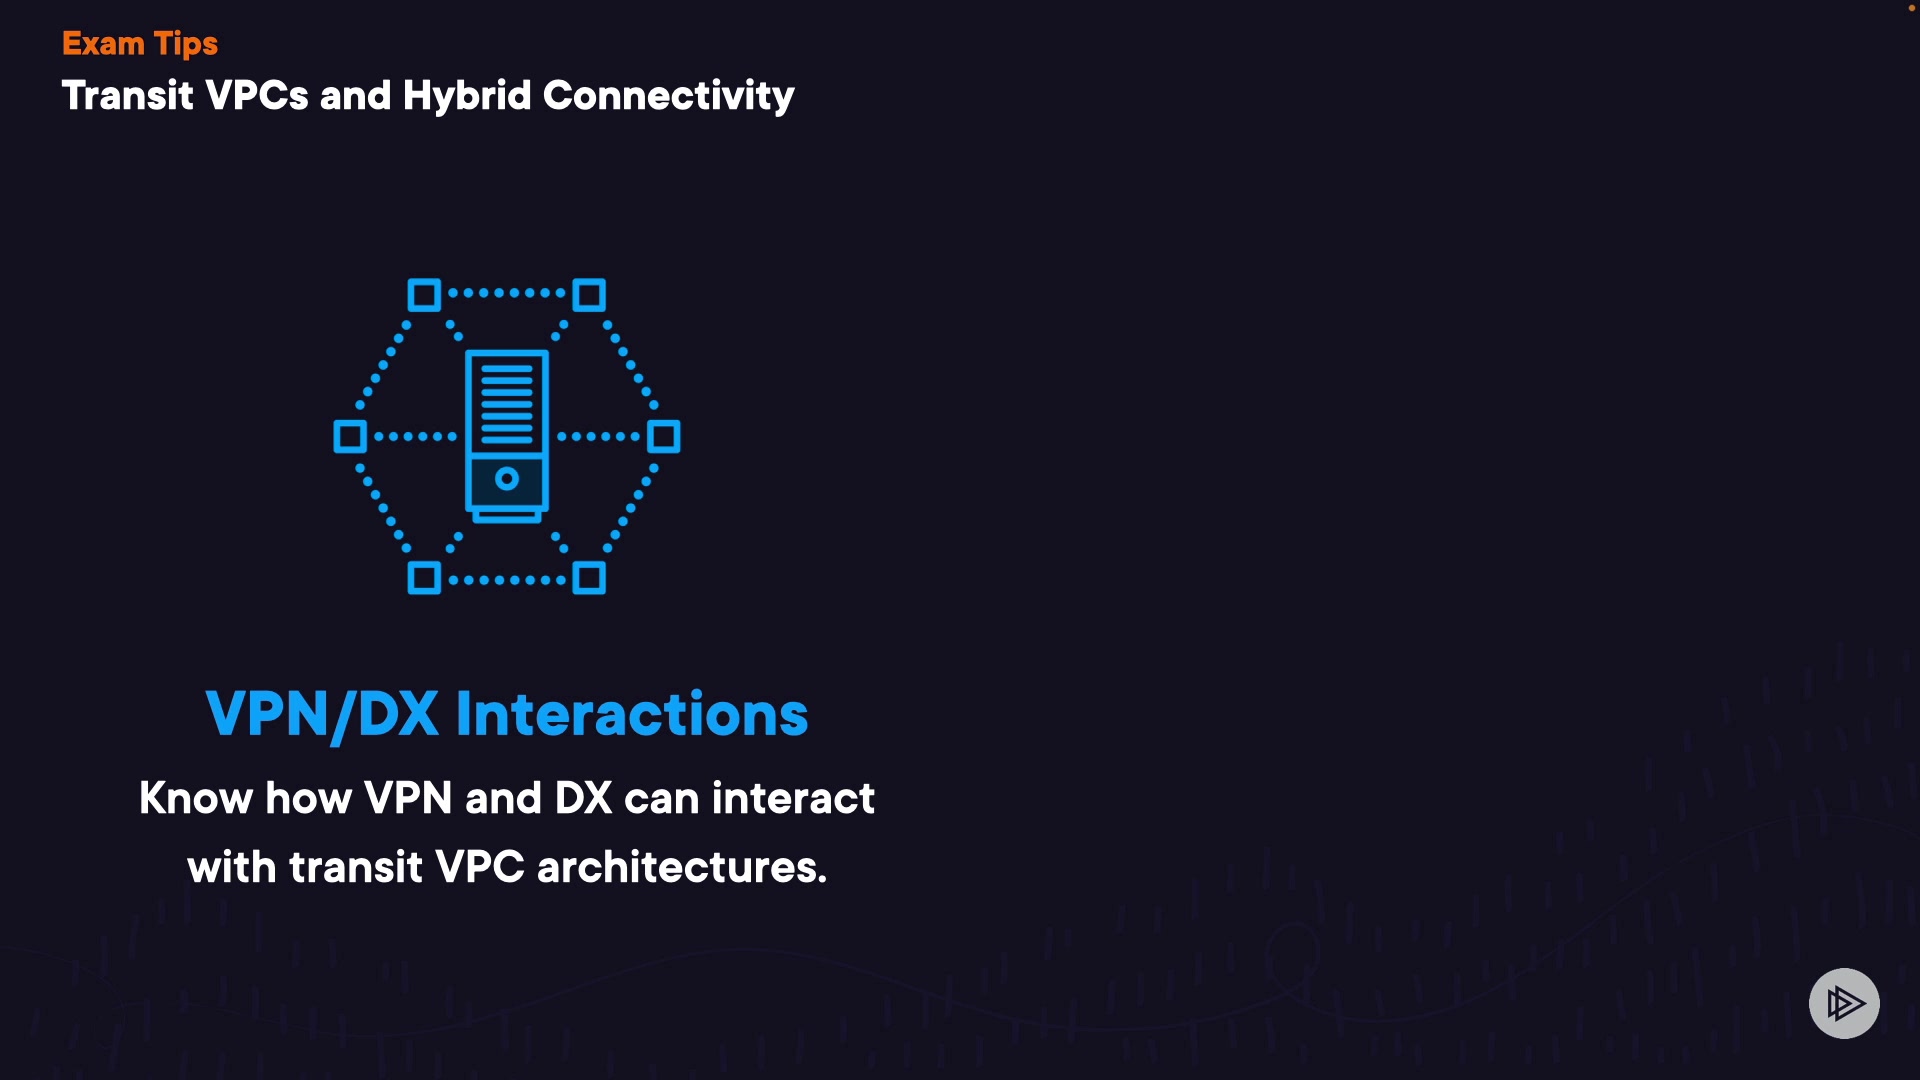 Exam Tips
Transit VPCs and Hybrid Connectivity
VPN/DX Interactions
Know how VPN and DX can interact
with transit VPC architectures.